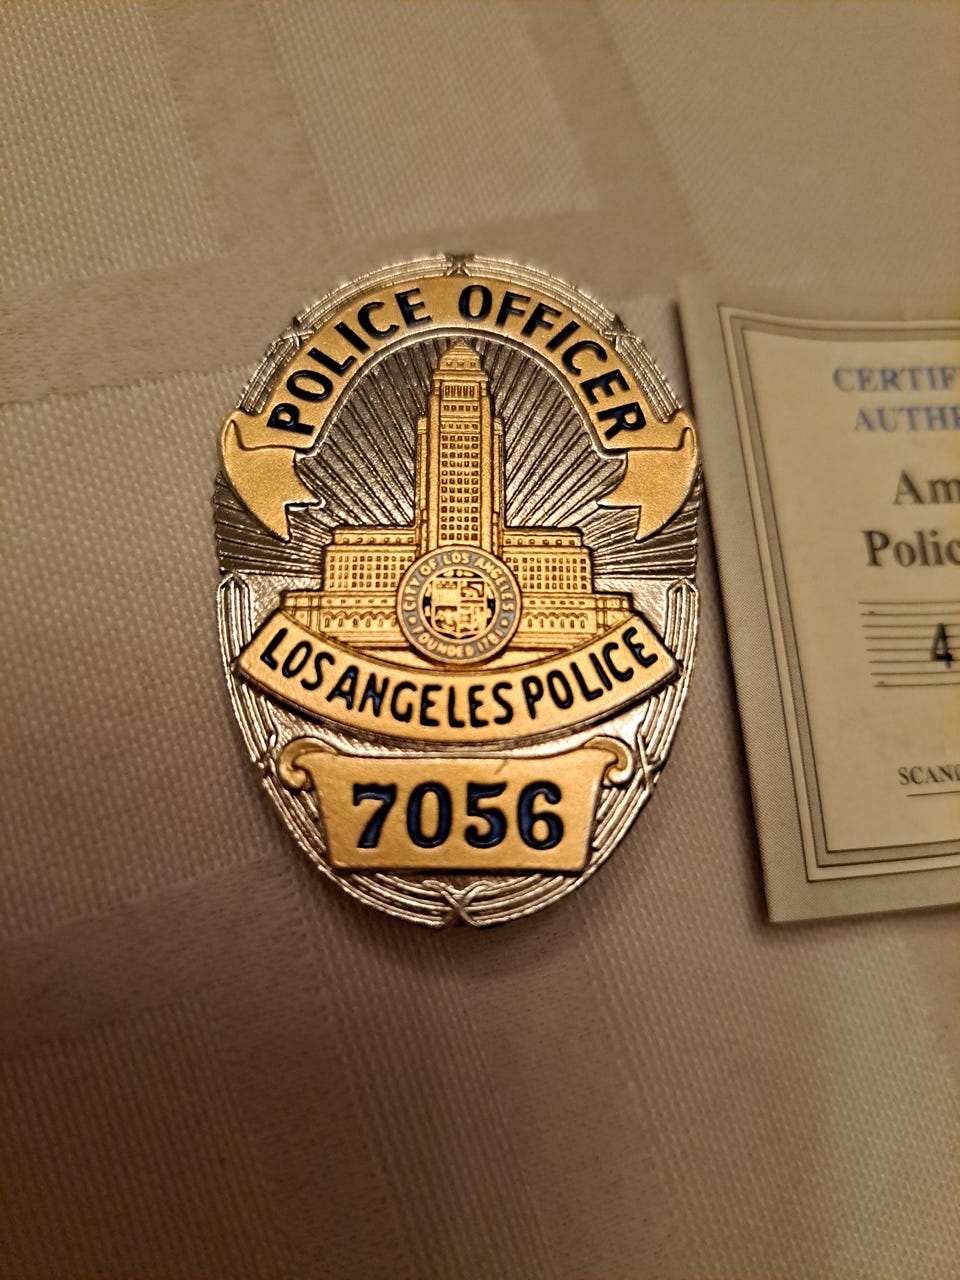 POLICE OFFICER
CITY OF LOS ANGELES
FOUNDED 1781
LOS ANGELES POLICE
7056
CERTIF
AUTHE
Am
Polic
4
SCAND